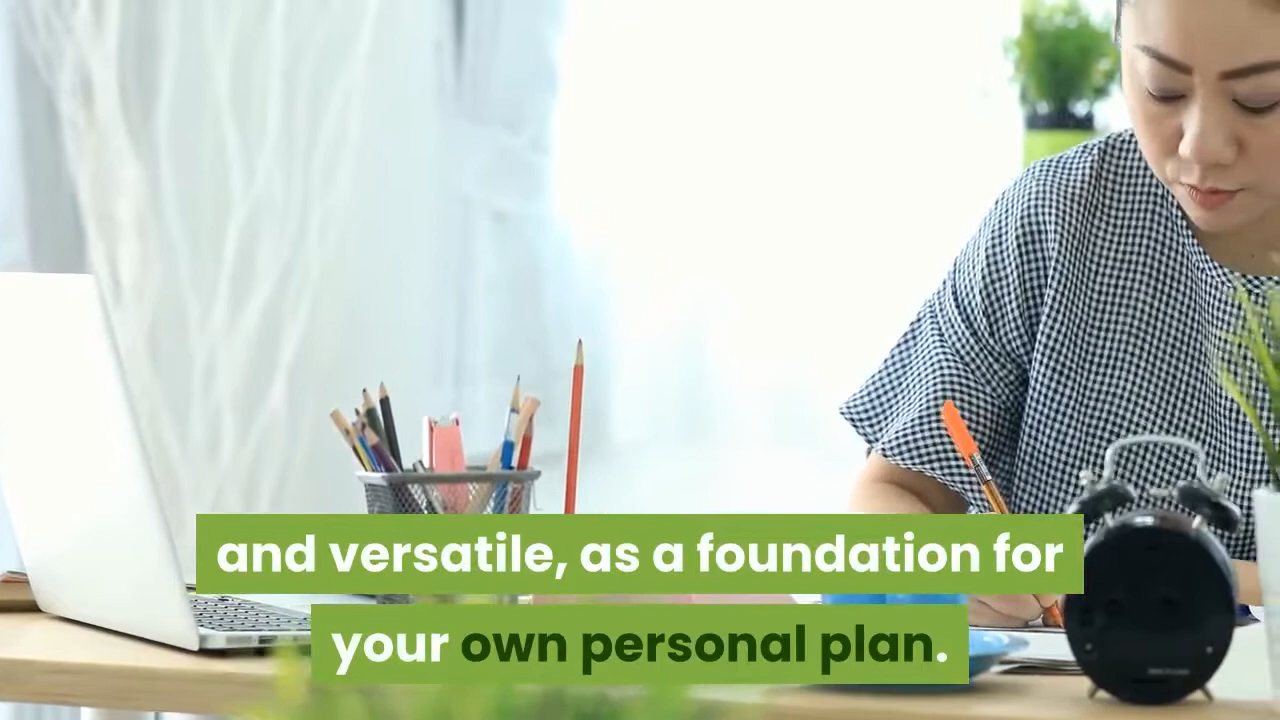 and versatile, as a foundation for
your own personal plan.